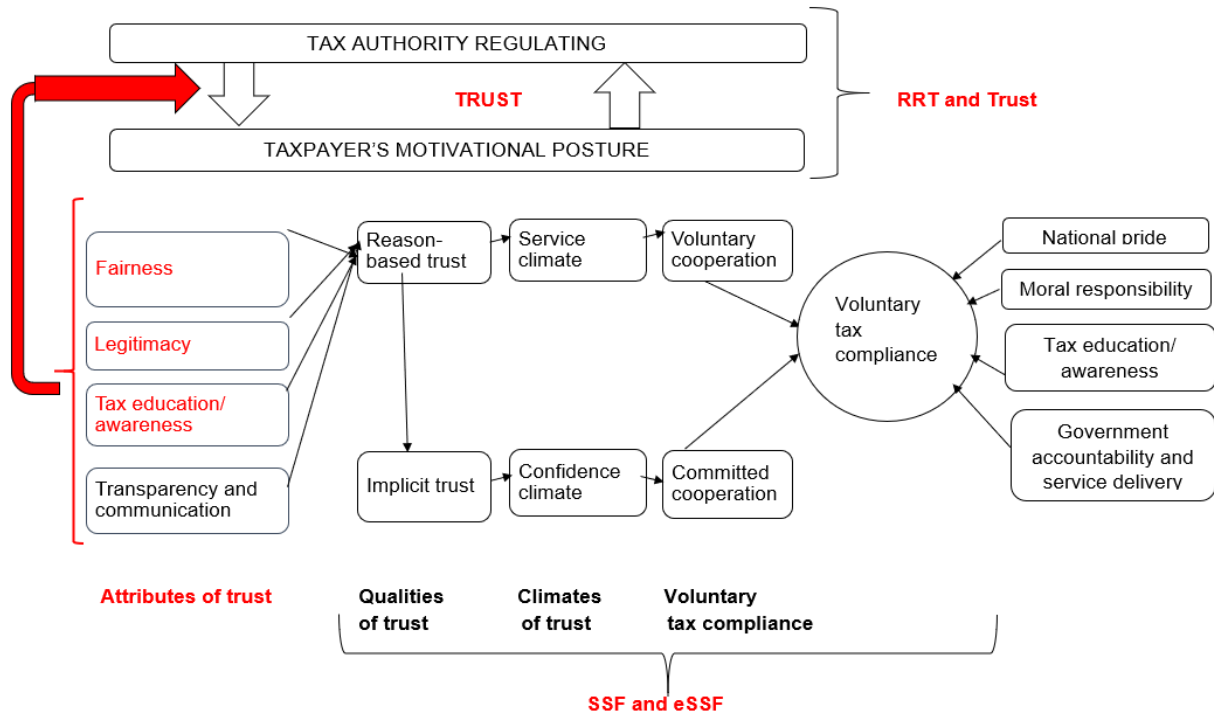 TAX AUTHORITY REGULATING
TRUST
RRT and Trust
TAXPAYER'S MOTIVATIONAL POSTURE
Fairness
Legitimacy
Tax education/
awareness
Transparency and
communication
Reason-
based trust
Service
climate
Voluntary
cooperation
Implicit trust
Confidence
climate
Committed
cooperation
Voluntary
tax
compliance
National pride
Moral responsibility
Tax education/
awareness
Government
accountability and
service delivery
Attributes of trust
Qualities
of trust
Climates
of trust
Voluntary
tax compliance
SSF and eSSF